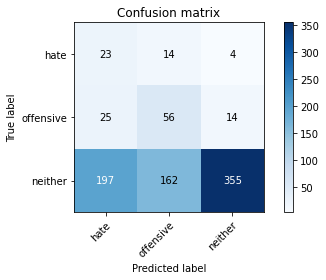 Confusion matrix
hate 23 14 4
offensive 25 56 14
neither 197 162 355
hate offensive neither
True label
Predicted label
350
300
250
200
150
100
50